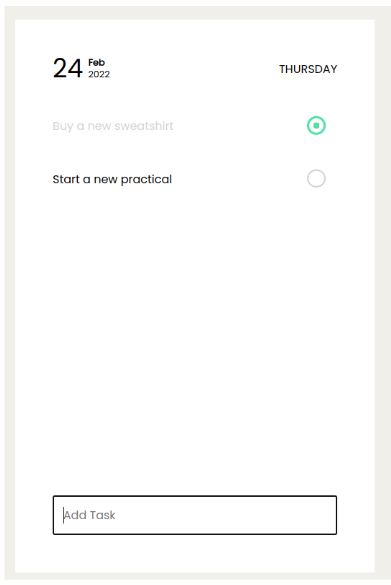 24 Feb
2022
THURSDAY
Buy a new sweatshirt
Start a new practical
Add Task